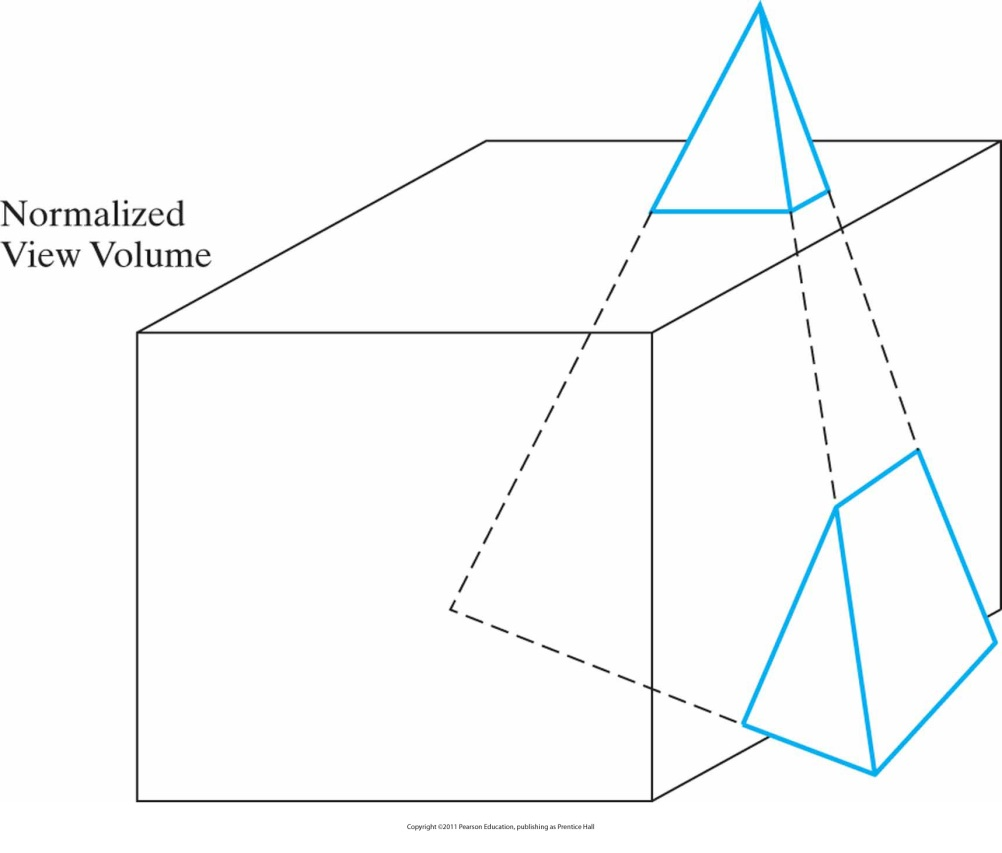 Normalized
View Volume
Copyright ©2011 Pearson Education, publishing as Prentice Hall